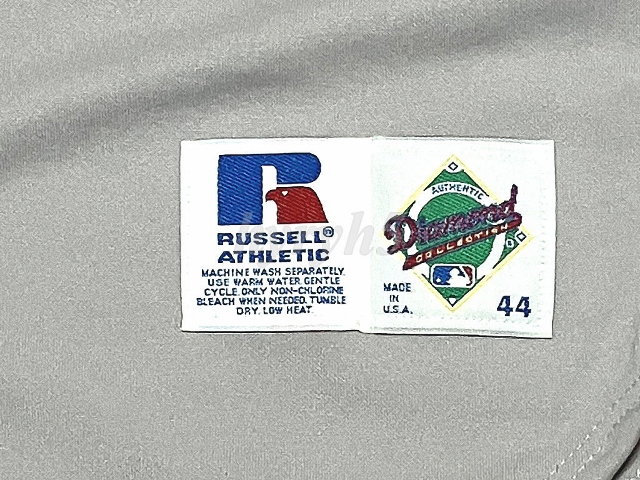 RUSSELL®
ATHLETIC
MACHINE WASH SEPARATELY.
USE WARM WATER. GENTLE
CYCLE. ONLY NON-CHLORINE
BLEACH WHEN NEEDED. TUMBLE
DRY. LOW HEAT.
AUTHENTIC
Diamond
COLLECTION
MADE
IN
U.S.A.
44